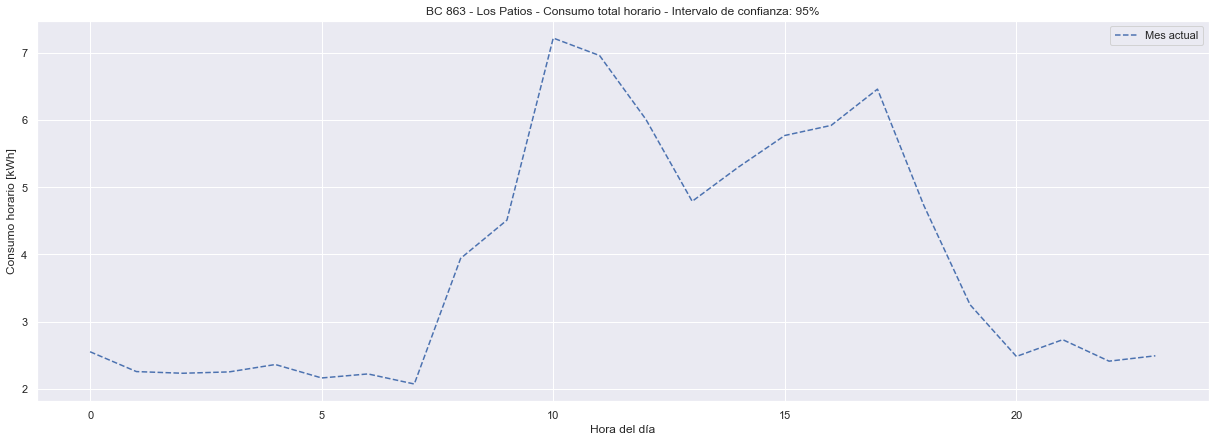 BC 863 - Los Patios - Consumo total horario - Intervalo de confianza: 95%
Mes actual
7
6
5
4
3
2
Consumo horario [kWh]
0
5
10
15
20
Hora del día